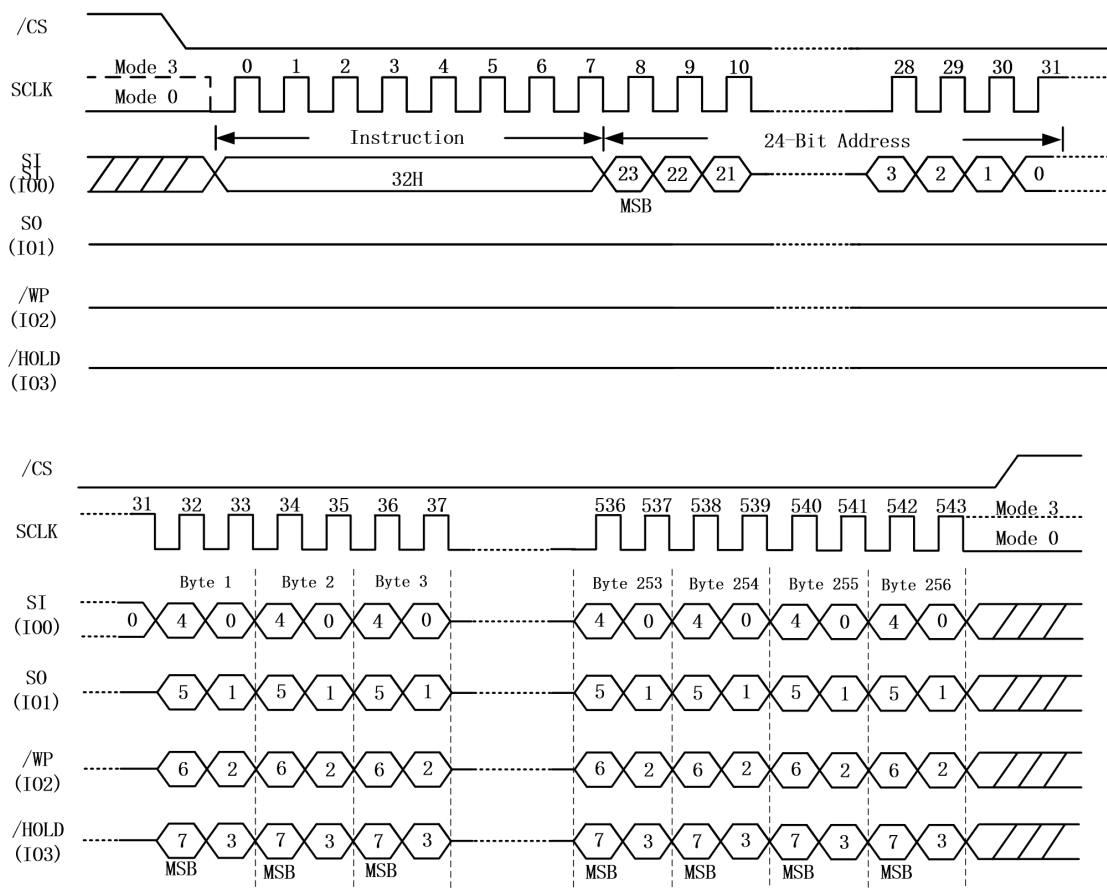 /CS
Mode 3
0 1 2 3 4 5 6 7 8 9 10 28 29 30 31
SCLK
Mode 0
Instruction 24-Bit Address
SI
SI
(IO0)
32H 23 22 21 3 2 1 0
MSB
SO
(IO1)
/WP
(IO2)
/HOLD
(IO3)
/CS
31 32 33 34 35 36 37 536 537 538 539 540 541 542 543 Mode 3
SCLK
Mode 0
Byte 1 Byte 2 Byte 3 Byte 253 Byte 254 Byte 255 Byte 256
SI
(IO0)
0 4 0 4 0 4 0 4 0 4 0 4 0 4 0
SO
(IO1)
5 1 5 1 5 1 5 1 5 1 5 1 5 1
/WP
(IO2)
6 2 6 2 6 2 6 2 6 2 6 2 6 2
/HOLD
(IO3)
7 3 7 3 7 3 7 3 7 3 7 3 7 3
MSB MSB MSB MSB MSB MSB MSB